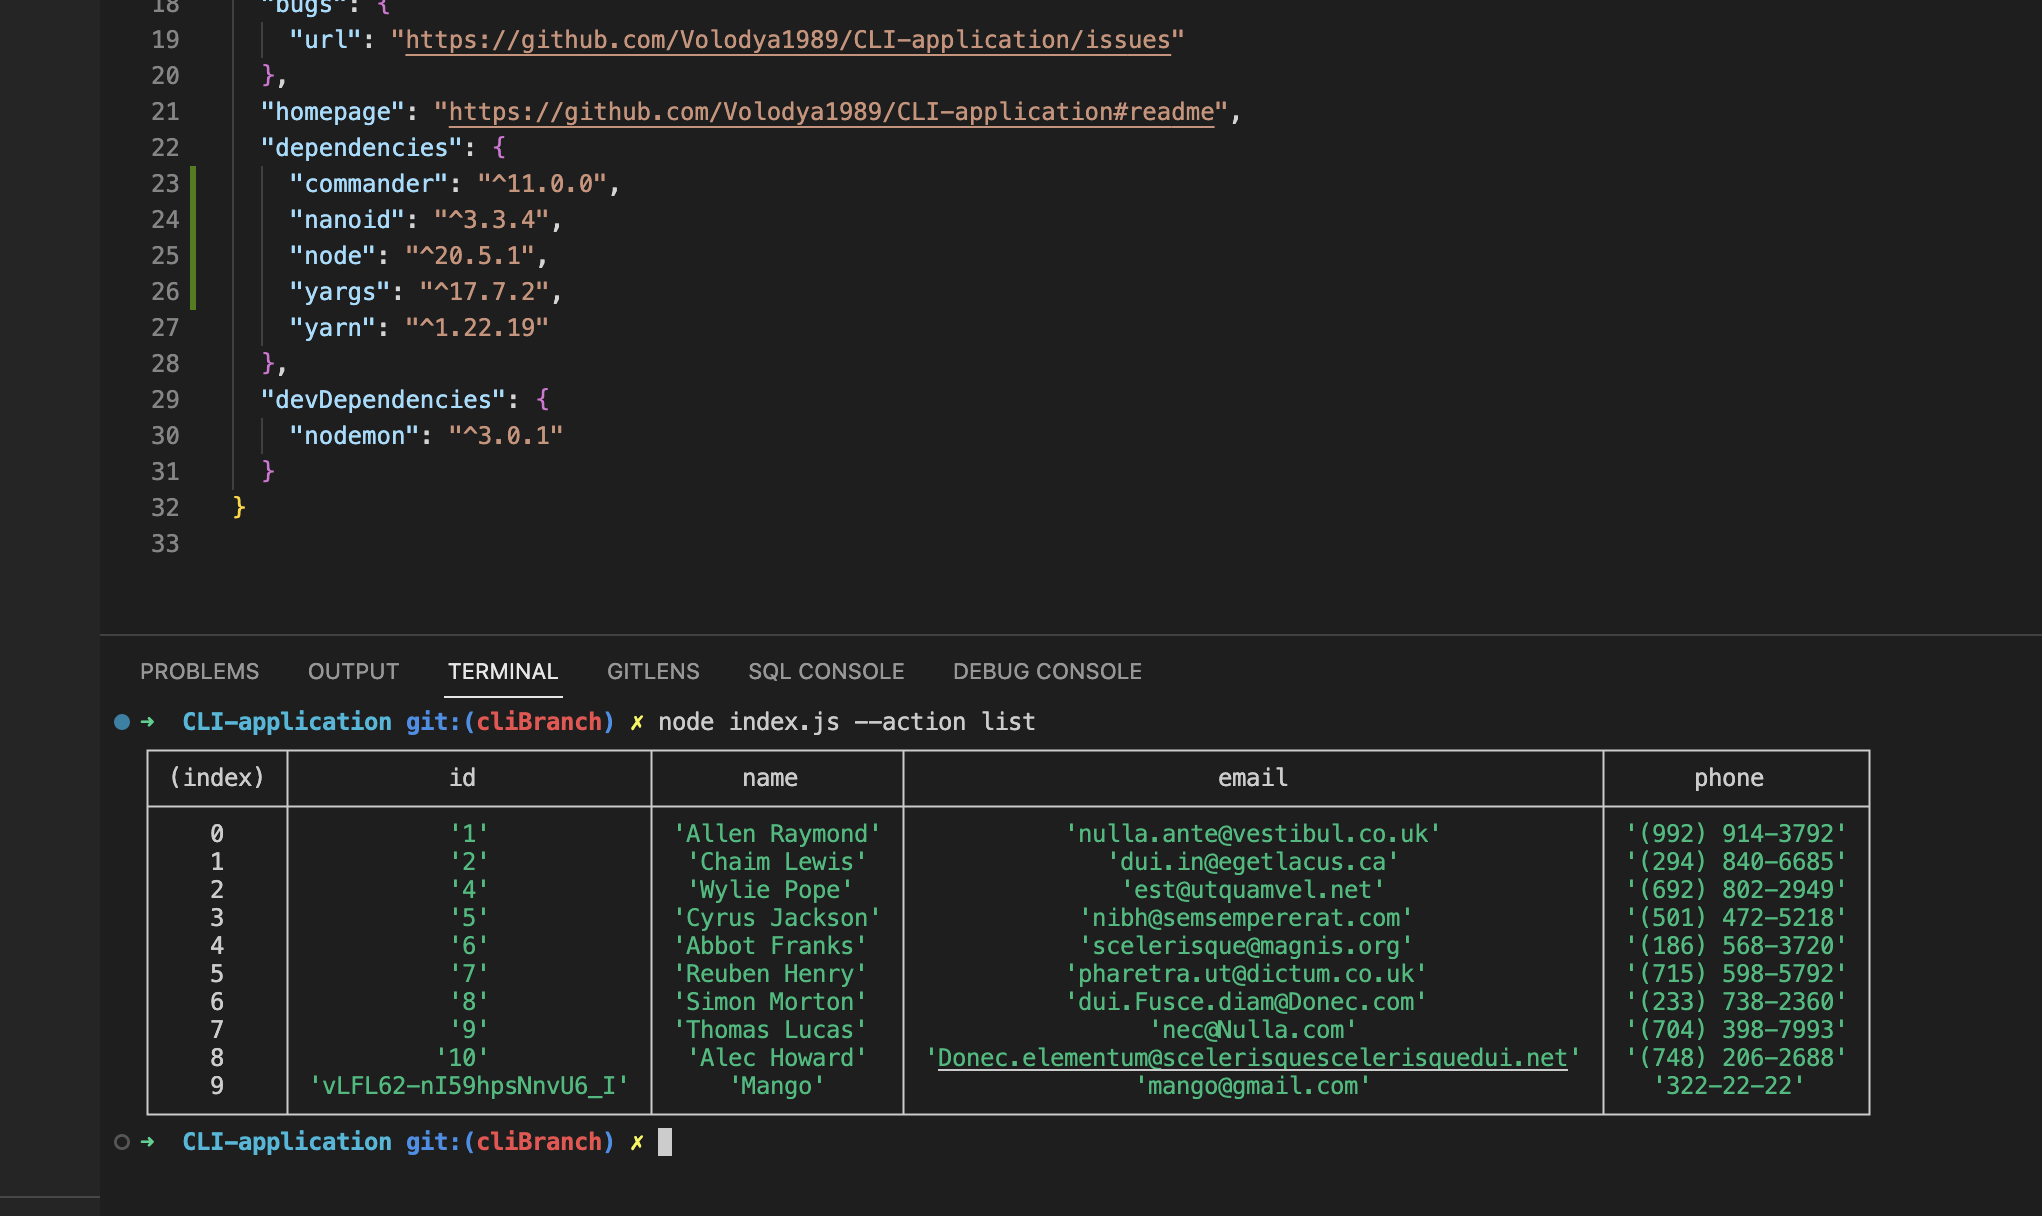 18 "bugs": {
19 "url": "https://github.com/Volodya1989/CLI-application/issues"
20 },
21 "homepage": "https://github.com/Volodya1989/CLI-application#readme",
22 "dependencies": {
23 "commander": "^11.0.0",
24 "nanoid": "^3.3.4",
25 "node": "^20.5.1",
26 "yargs": "^17.7.2",
27 "yarn": "^1.22.19"
28 },
29 "devDependencies": {
30 "nodemon": "^3.0.1"
31 }
32 }
33
PROBLEMS OUTPUT TERMINAL GITLENS SQL CONSOLE DEBUG CONSOLE
➜ CLI-application git:(cliBranch) ✗ node index.js --action list
(index) id name email phone
0 '1' 'Allen Raymond' 'nulla.ante@vestibul.co.uk' '(992) 914-3792'
1 '2' 'Chaim Lewis' 'dui.in@egetlacus.ca' '(294) 840-6685'
2 '4' 'Wylie Pope' 'est@utquamvel.net' '(692) 802-2949'
3 '5' 'Cyrus Jackson' 'nibh@semsempererat.com' '(501) 472-5218'
4 '6' 'Abbot Franks' 'scelerisque@magnis.org' '(186) 568-3720'
5 '7' 'Reuben Henry' 'pharetra.ut@dictum.co.uk' '(715) 598-5792'
6 '8' 'Simon Morton' 'dui.Fusce.diam@Donec.com' '(233) 738-2360'
7 '9' 'Thomas Lucas' 'nec@Nulla.com' '(704) 398-7993'
8 '10' 'Alec Howard' 'Donec.elementum@scelerisquescelerisquedui.net' '(748) 206-2688'
9 'vLFL62-nI59hpsNnvU6_I' 'Mango' 'mango@gmail.com' '322-22-22'
➜ CLI-application git:(cliBranch) ✗